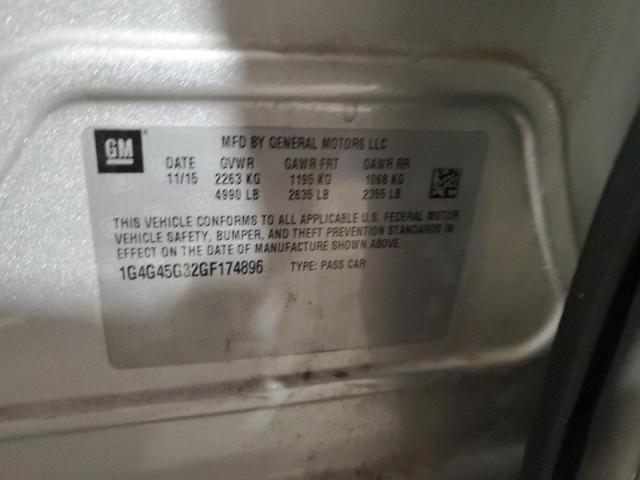 GM
MFD BY GENERAL MOTORS LLC
DATE GVWR GAWR FRT GAWR RR
11/15 2263 KG 1195 KG 1068 KG
4990 LB 2635 LB 2355 LB
THIS VEHICLE CONFORMS TO ALL APPLICABLE U.S. FEDERAL MOTOR
VEHICLE SAFETY, BUMPER, AND THEFT PREVENTION STANDARDS IN
EFFECT ON THE DATE OF MANUFACTURE SHOWN ABOVE.
1G4G45G32GF174896 TYPE: PASS CAR